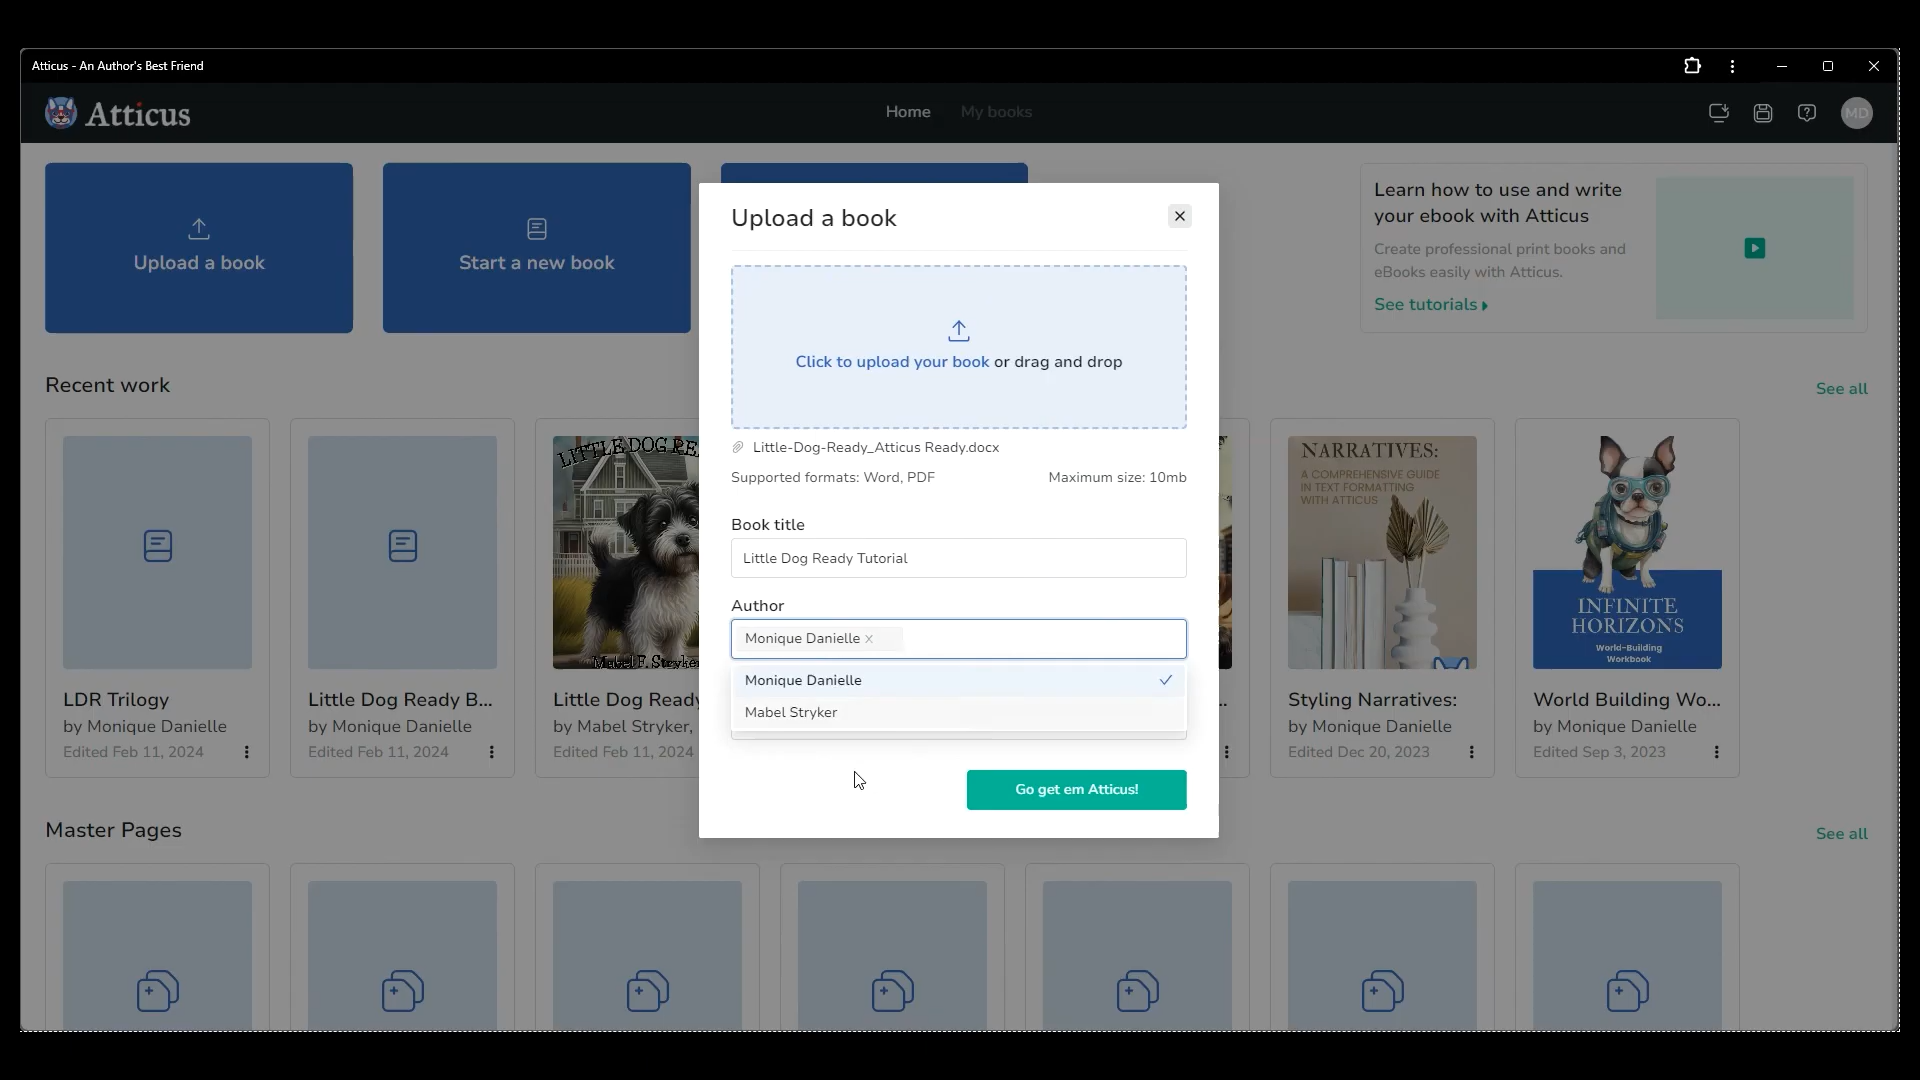 Atticus - An Author's Best Friend
Atticus
Home
My books
MD
Upload a book
Start a new book
Learn how to use and write
your ebook with Atticus
Create professional print books and
eBooks easily with Atticus.
See tutorials
Upload a book
Click to upload your book or drag and drop
Little-Dog-Ready_Atticus Ready.docx
Supported formats: Word, PDF
Maximum size: 10mb
Book title
Little Dog Ready Tutorial
Author
Monique Danielle
Monique Danielle
Mabel Stryker
Go get em Atticus!
Recent work
See all
LITTLE DOG RE
Mabel F. Stryker
NARRATIVES:
A COMPREHENSIVE GUIDE
IN TEXT FORMATTING
WITH ATTICUS
INFINITE
HORIZONS
World-Building
Workbook
LDR Trilogy
by Monique Danielle
Edited Feb 11, 2024
Little Dog Ready B...
by Monique Danielle
Edited Feb 11, 2024
Little Dog Ready
by Mabel Stryker,
Edited Feb 11, 2024
Styling Narratives:
by Monique Danielle
Edited Dec 20, 2023
World Building Wo...
by Monique Danielle
Edited Sep 3, 2023
Master Pages
See all